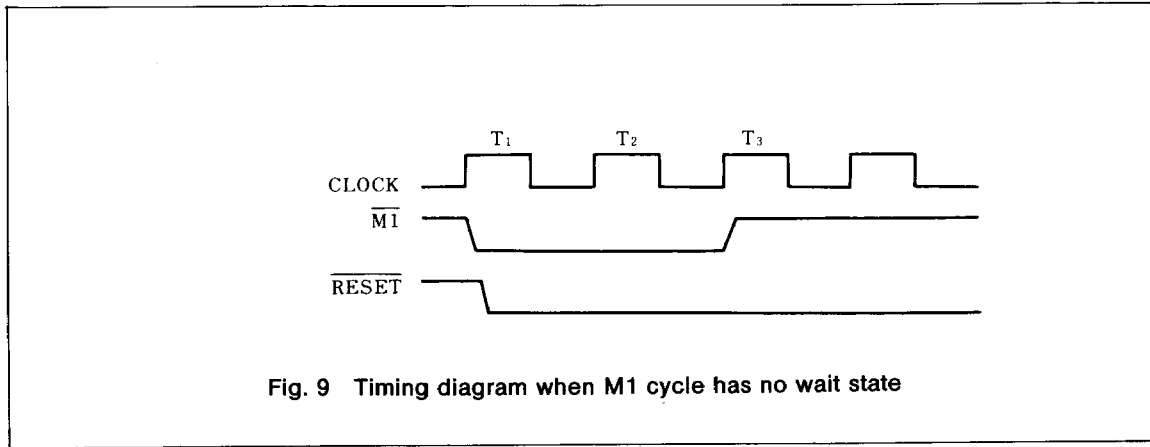 T₁ T₂ T₃
CLOCK
M1
RESET
Fig. 9 Timing diagram when M1 cycle has no wait state